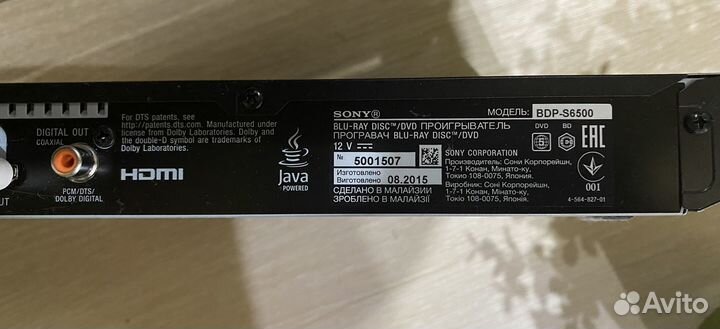 For DTS patents, see
http://patents.dts.com. Manufactured under
license from Dolby Laboratories. Dolby and
the double-D symbol are trademarks of
Dolby Laboratories.
DIGITAL OUT
COAXIAL
PCM/DTS/
DOLBY DIGITAL
UT
HDMI
Java
POWERED
SONY®
МОДЕЛЬ: BDP-S6500
BLU-RAY DISC™/DVD ПРОИГРЫВАТЕЛЬ
ПРОГРАВАЧ BLU-RAY DISC™/DVD
12 V
№ 5001507
Изготовлено
Виготовлено 08.2015
СДЕЛАНО В МАЛАЙЗИИ
ЗРОБЛЕНО В МАЛАЙЗІЇ
DVD BD
5
EAC
SONY CORPORATION
Производитель: Сони Корпорейшн,
1-7-1 Конан, Минато-ку,
Токио 108-0075, Япония.
Виробник: Соні Корпорейшн,
1-7-1 Конан, Мінато-ку,
Токіо 108-0075, Японія.
001
4-564-827-01
Avito